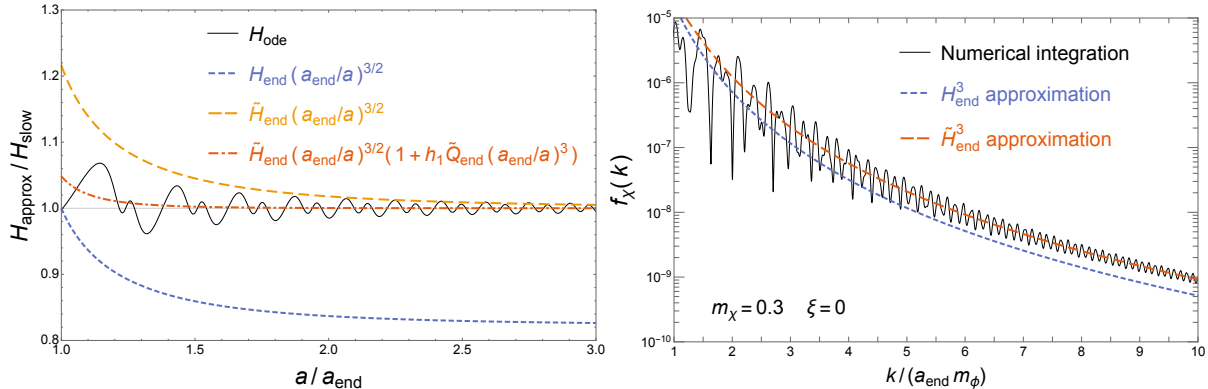 1.3
1.2
1.1
1.0
0.9
0.8
H_approx / H_slow
H_ode
H_end (a_end/a)^{3/2}
H̃_end (a_end/a)^{3/2}
H̃_end (a_end/a)^{3/2} (1 + h_1 Q̃_end (a_end/a)^3)
1.0 1.5 2.0 2.5 3.0
a / a_end
10^{-5}
10^{-6}
10^{-7}
10^{-8}
10^{-9}
10^{-10}
f_χ(k)
Numerical integration
H_end^3 approximation
H̃_end^3 approximation
m_χ = 0.3 ξ = 0
1 2 3 4 5 6 7 8 9 10
k / (a_end m_ϕ)